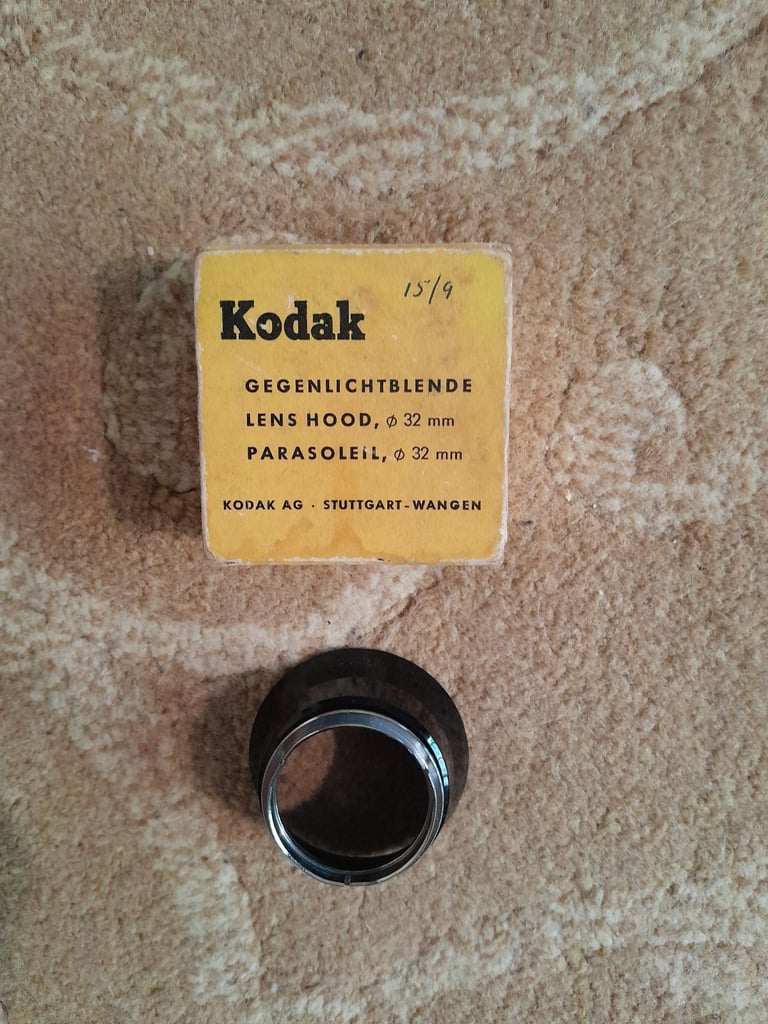 15/9
Kodak
GEGENLICHTBLENDE
LENS HOOD, ϕ 32 mm
PARASOLEIL, ϕ 32 mm
KODAK AG · STUTTGART-WANGEN